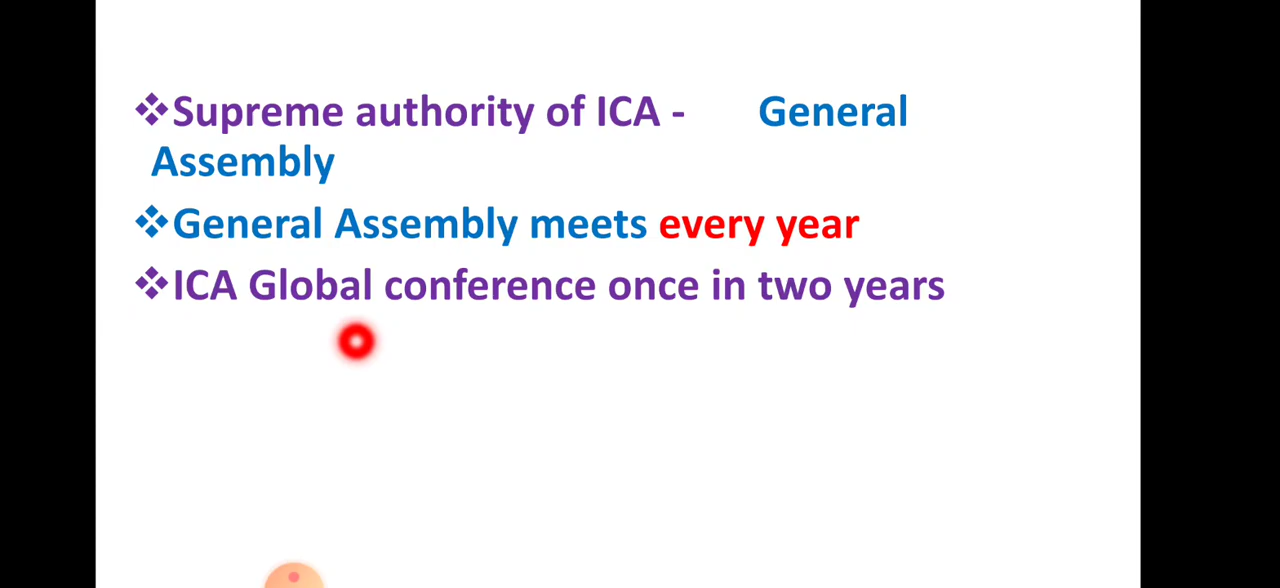 ❖Supreme authority of ICA - General
Assembly
❖General Assembly meets every year
❖ICA Global conference once in two years